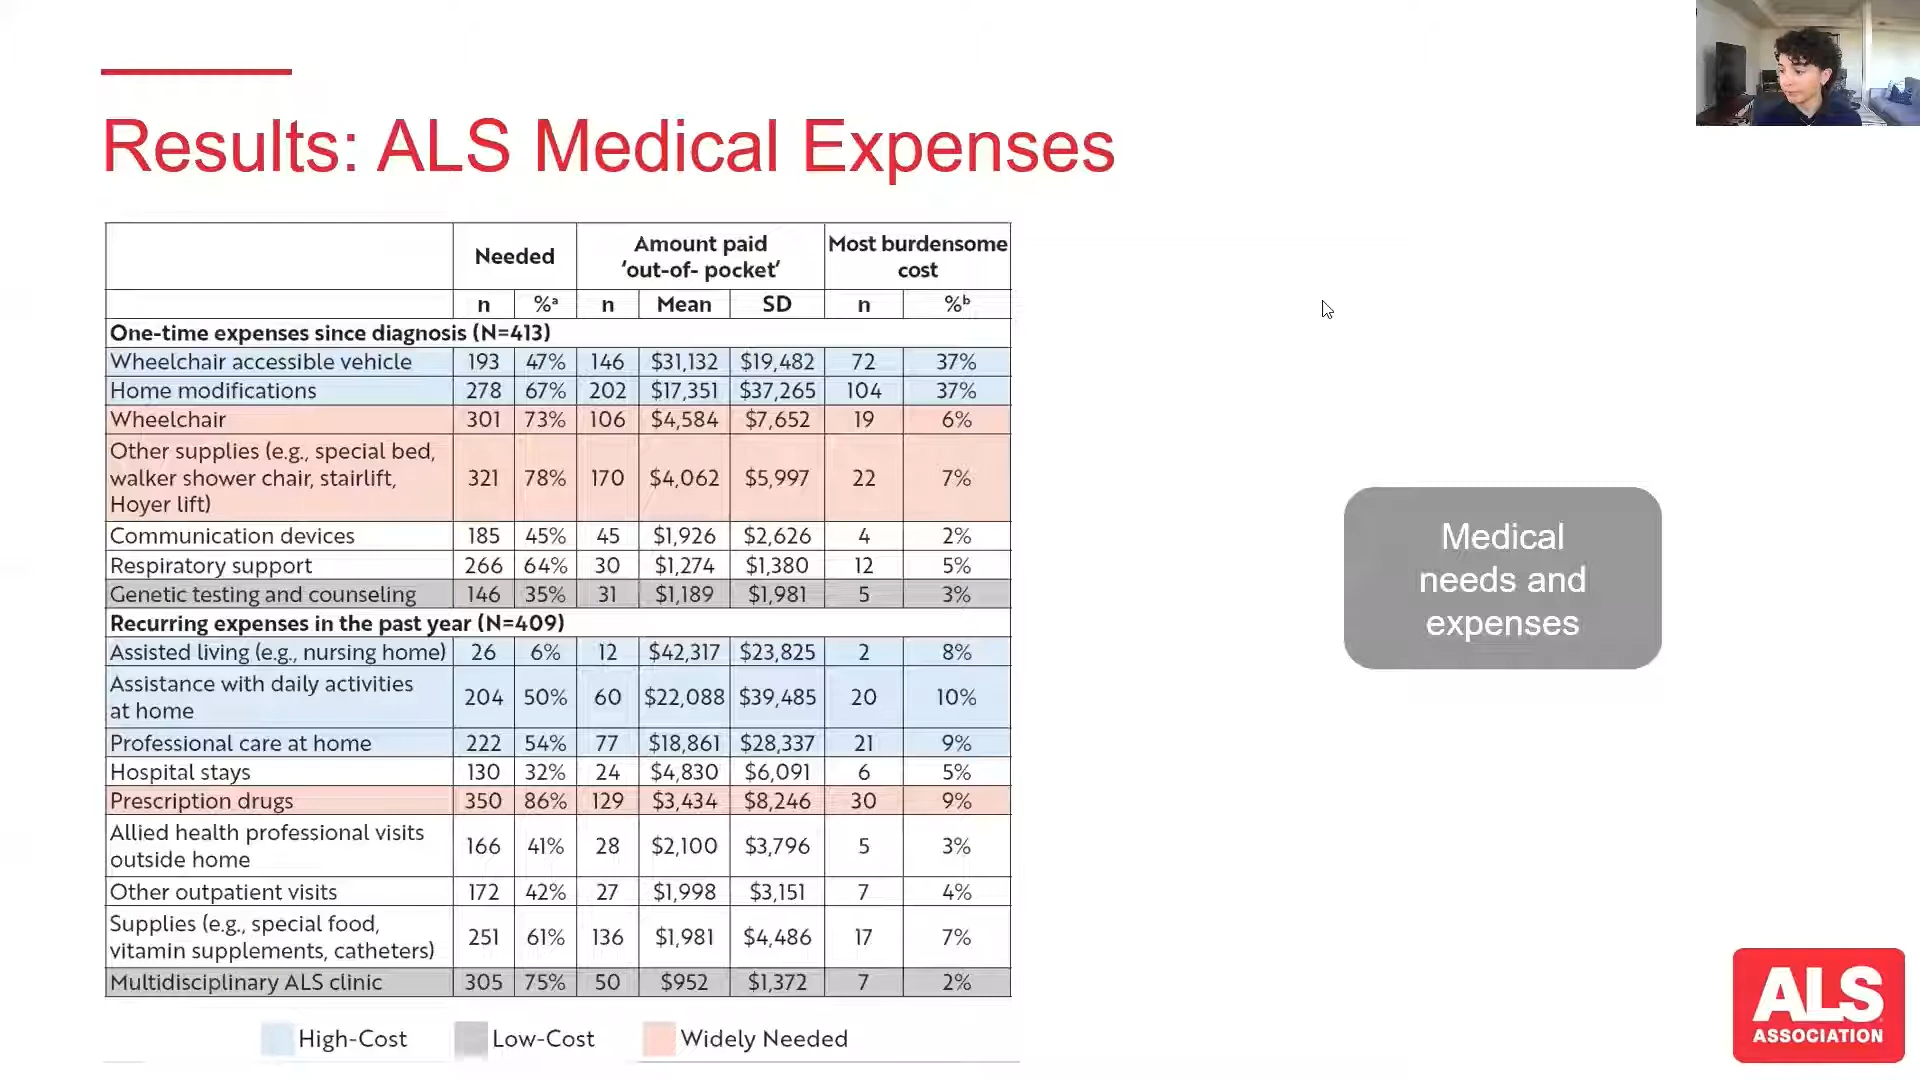 Results: ALS Medical Expenses
Needed Amount paid 'out-of- pocket' Most burdensome cost
n %ᵃ n Mean SD n %ᵇ
One-time expenses since diagnosis (N=413)
Wheelchair accessible vehicle 193 47% 146 $31,132 $19,482 72 37%
Home modifications 278 67% 202 $17,351 $37,265 104 37%
Wheelchair 301 73% 106 $4,584 $7,652 19 6%
Other supplies (e.g., special bed,
walker shower chair, stairlift, 321 78% 170 $4,062 $5,997 22 7%
Hoyer lift)
Communication devices 185 45% 45 $1,926 $2,626 4 2%
Respiratory support 266 64% 30 $1,274 $1,380 12 5%
Genetic testing and counseling 146 35% 31 $1,189 $1,981 5 3%
Recurring expenses in the past year (N=409)
Assisted living (e.g., nursing home) 26 6% 12 $42,317 $23,825 2 8%
Assistance with daily activities
at home 204 50% 60 $22,088 $39,485 20 10%
Professional care at home 222 54% 77 $18,861 $28,337 21 9%
Hospital stays 130 32% 24 $4,830 $6,091 6 5%
Prescription drugs 350 86% 129 $3,434 $8,246 30 9%
Allied health professional visits
outside home 166 41% 28 $2,100 $3,796 5 3%
Other outpatient visits 172 42% 27 $1,998 $3,151 7 4%
Supplies (e.g., special food,
vitamin supplements, catheters) 251 61% 136 $1,981 $4,486 17 7%
Multidisciplinary ALS clinic 305 75% 50 $952 $1,372 7 2%
High-Cost Low-Cost Widely Needed
Medical
needs and
expenses
ALS
ASSOCIATION